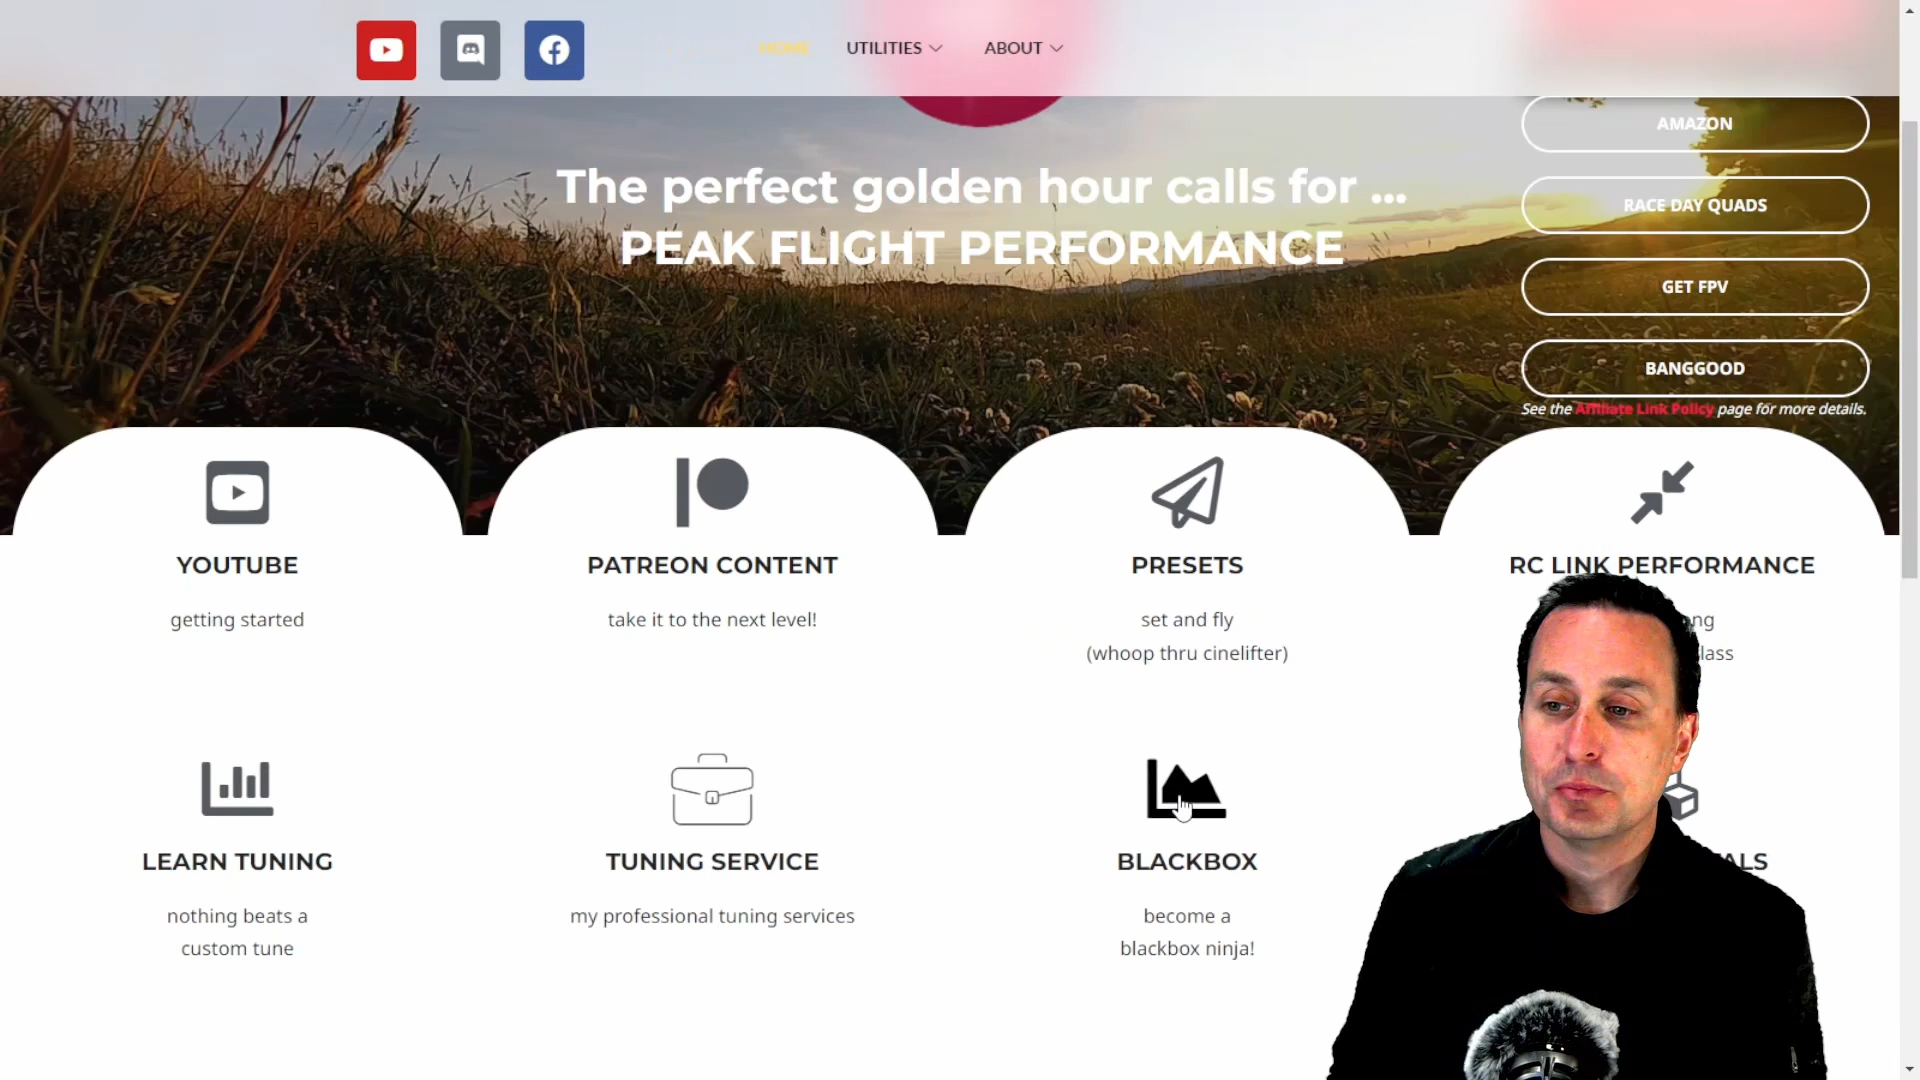 HOME
UTILITIES
ABOUT
AMAZON
RACE DAY QUADS
GET FPV
BANGGOOD
See the Affiliate Link Policy page for more details.
The perfect golden hour calls for ...
PEAK FLIGHT PERFORMANCE
YOUTUBE
getting started
PATREON CONTENT
take it to the next level!
PRESETS
set and fly
(whoop thru cinelifter)
RC LINK PERFORMANCE
LEARN TUNING
nothing beats a
custom tune
TUNING SERVICE
my professional tuning services
BLACKBOX
become a
blackbox ninja!